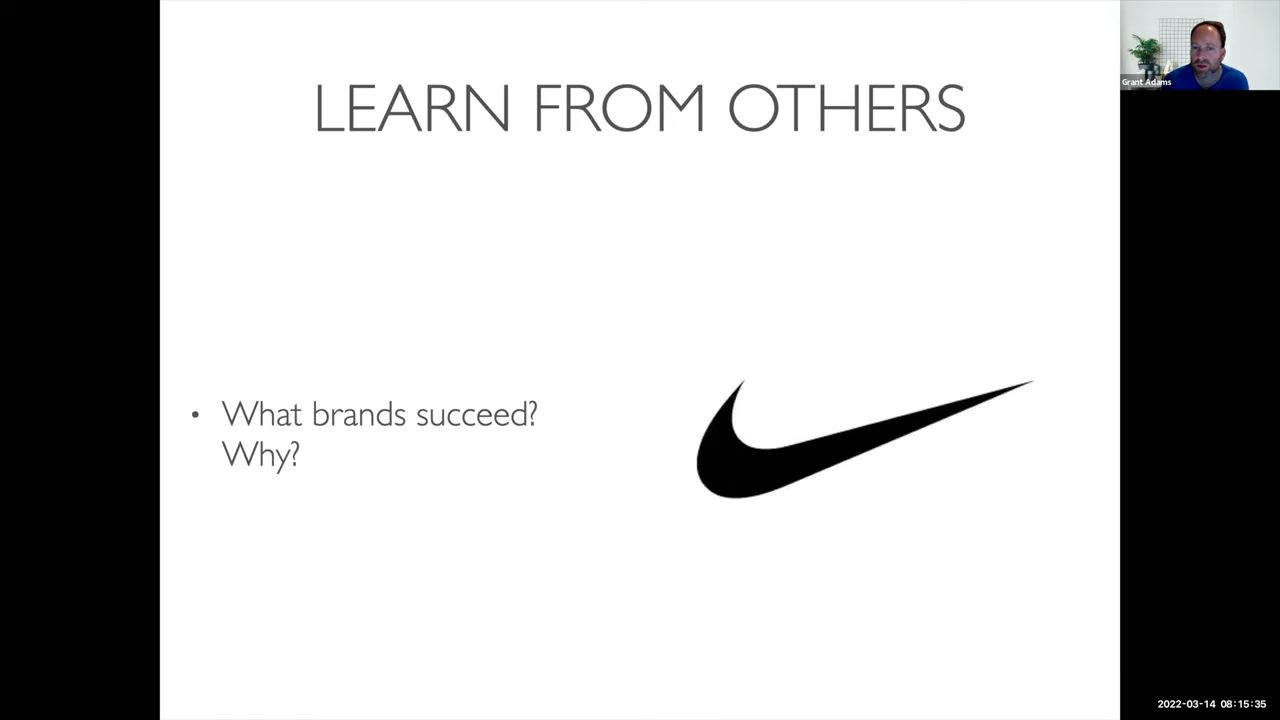 LEARN FROM OTHERS
Grant Adams
• What brands succeed?
Why?
2022-03-14 08:15:35